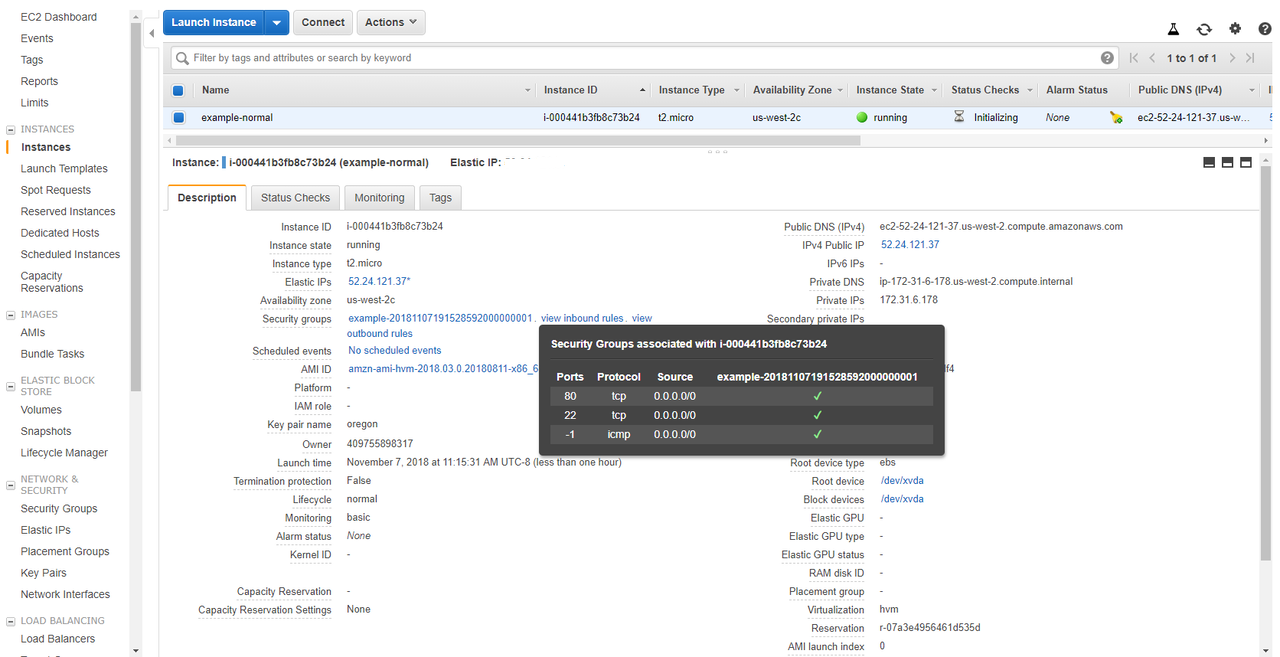 EC2 Dashboard
Events
Tags
Reports
Limits
INSTANCES
Instances
Launch Templates
Spot Requests
Reserved Instances
Dedicated Hosts
Scheduled Instances
Capacity
Reservations
IMAGES
AMIs
Bundle Tasks
ELASTIC BLOCK
STORE
Volumes
Snapshots
Lifecycle Manager
NETWORK &
SECURITY
Security Groups
Elastic IPs
Placement Groups
Key Pairs
Network Interfaces
LOAD BALANCING
Load Balancers
Launch Instance Connect Actions
Filter by tags and attributes or search by keyword 1 to 1 of 1
Name Instance ID Instance Type Availability Zone Instance State Status Checks Alarm Status Public DNS (IPv4)
example-normal i-000441b3fb8c73b24 t2.micro us-west-2c running Initializing None ec2-52-24-121-37.us-w...
Instance: i-000441b3fb8c73b24 (example-normal) Elastic IP:
Description Status Checks Monitoring Tags
Instance ID i-000441b3fb8c73b24
Instance state running
Instance type t2.micro
Elastic IPs 52.24.121.37*
Availability zone us-west-2c
Security groups example-20181107191528592000000001. view inbound rules. view
outbound rules
Scheduled events No scheduled events
AMI ID amzn-ami-hvm-2018.03.0.20180811-x86_6
Platform -
IAM role -
Key pair name oregon
Owner 409755898317
Launch time November 7, 2018 at 11:15:31 AM UTC-8 (less than one hour)
Termination protection False
Lifecycle normal
Monitoring basic
Alarm status None
Kernel ID -
Capacity Reservation -
Capacity Reservation Settings None
Public DNS (IPv4) ec2-52-24-121-37.us-west-2.compute.amazonaws.com
IPv4 Public IP 52.24.121.37
IPv6 IPs -
Private DNS ip-172-31-6-178.us-west-2.compute.internal
Private IPs 172.31.6.178
Secondary private IPs
Security Groups associated with i-000441b3fb8c73b24
Ports Protocol Source example-20181107191528592000000001
80 tcp 0.0.0.0/0 ✓
22 tcp 0.0.0.0/0 ✓
-1 icmp 0.0.0.0/0 ✓
Root device type ebs
Root device /dev/xvda
Block devices /dev/xvda
Elastic GPU -
Elastic GPU type -
Elastic GPU status -
RAM disk ID -
Placement group -
Virtualization hvm
Reservation r-07a3e4956461d535d
AMI launch index 0